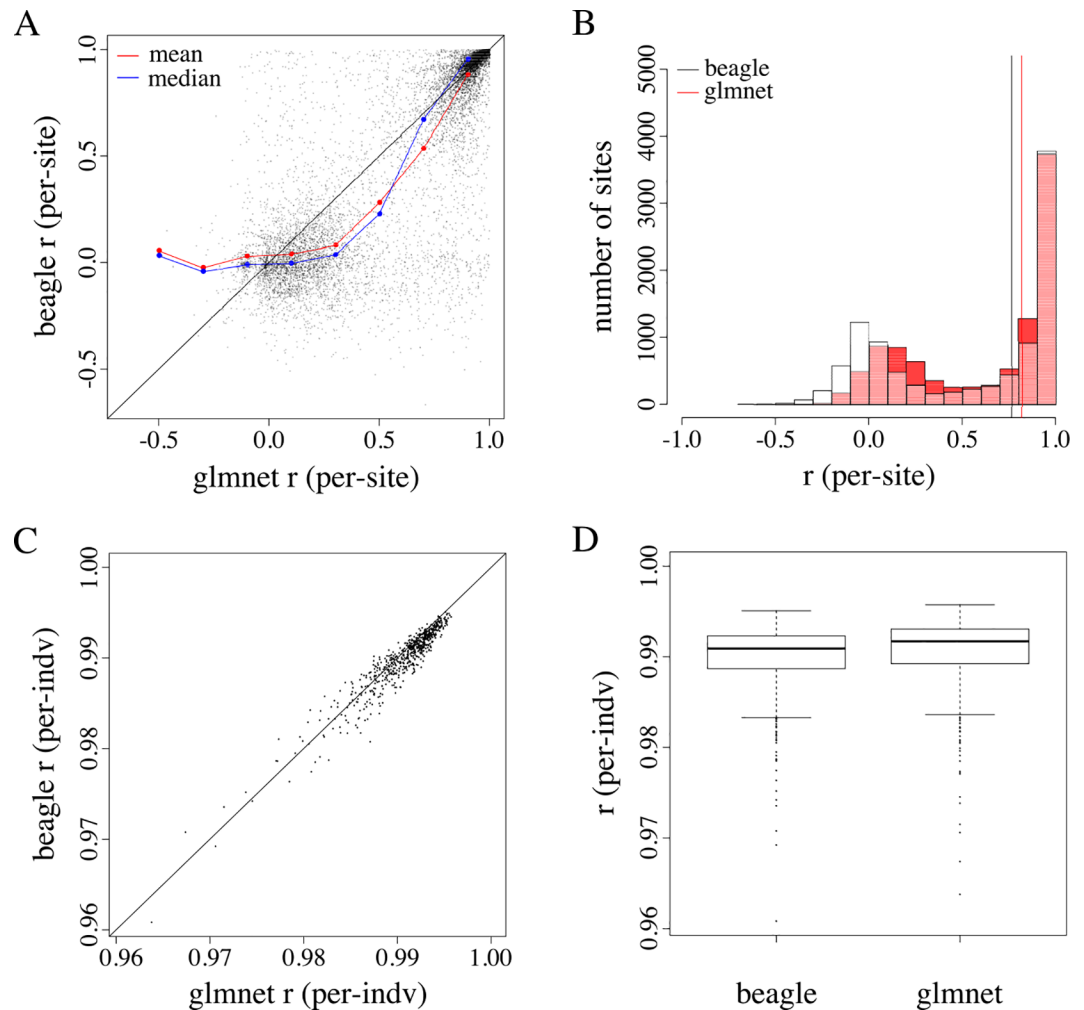 A
mean
median
1.0
0.5
0.0
-0.5
beagle r (per-site)
-0.5
0.0
0.5
1.0
glmnet r (per-site)
B
beagle
glmnet
5000
4000
3000
2000
1000
0
number of sites
-1.0
-0.5
0.0
0.5
1.0
r (per-site)
C
1.00
0.99
0.98
0.97
0.96
beagle r (per-indv)
0.96
0.97
0.98
0.99
1.00
glmnet r (per-indv)
D
1.00
0.99
0.98
0.97
0.96
r (per-indv)
beagle
glmnet